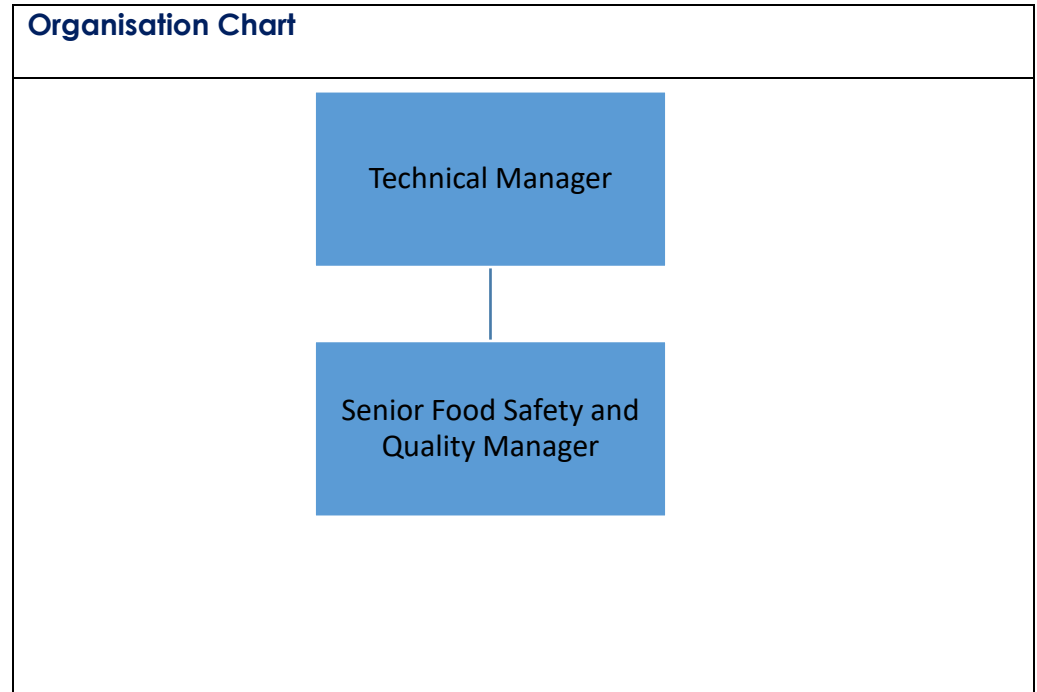 Organisation Chart
Technical Manager
Senior Food Safety and
Quality Manager